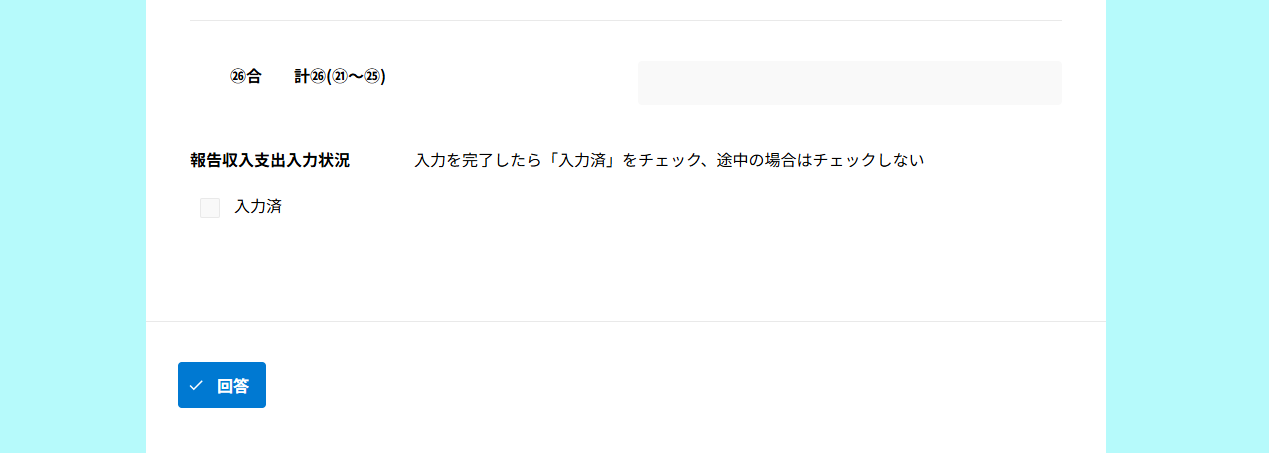 ㉖合　　計㉖(㉑～㉕)
報告収入支出入力状況　　　　入力を完了したら「入力済」をチェック、途中の場合はチェックしない
入力済
回答